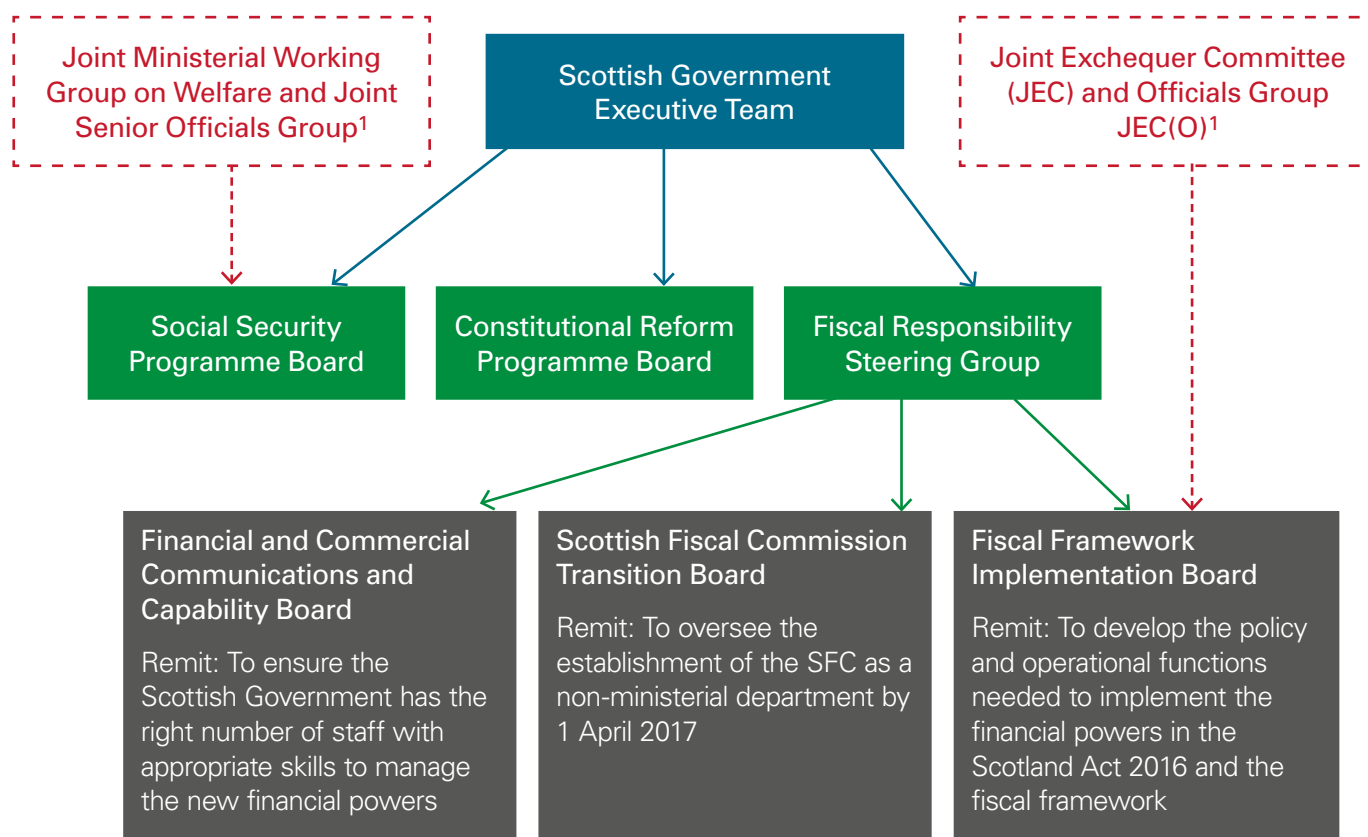 Joint Ministerial Working
Group on Welfare and Joint
Senior Officials Group1
Scottish Government
Executive Team
Joint Exchequer Committee
(JEC) and Officials Group
JEC(O)1
Social Security
Programme Board
Constitutional Reform
Programme Board
Fiscal Responsibility
Steering Group
Financial and Commercial
Communications and
Capability Board
Remit: To ensure the
Scottish Government has the
right number of staff with
appropriate skills to manage
the new financial powers
Scottish Fiscal Commission
Transition Board
Remit: To oversee the
establishment of the SFC as a
non-ministerial department by
1 April 2017
Fiscal Framework
Implementation Board
Remit: To develop the policy
and operational functions
needed to implement the
financial powers in the
Scotland Act 2016 and the
fiscal framework